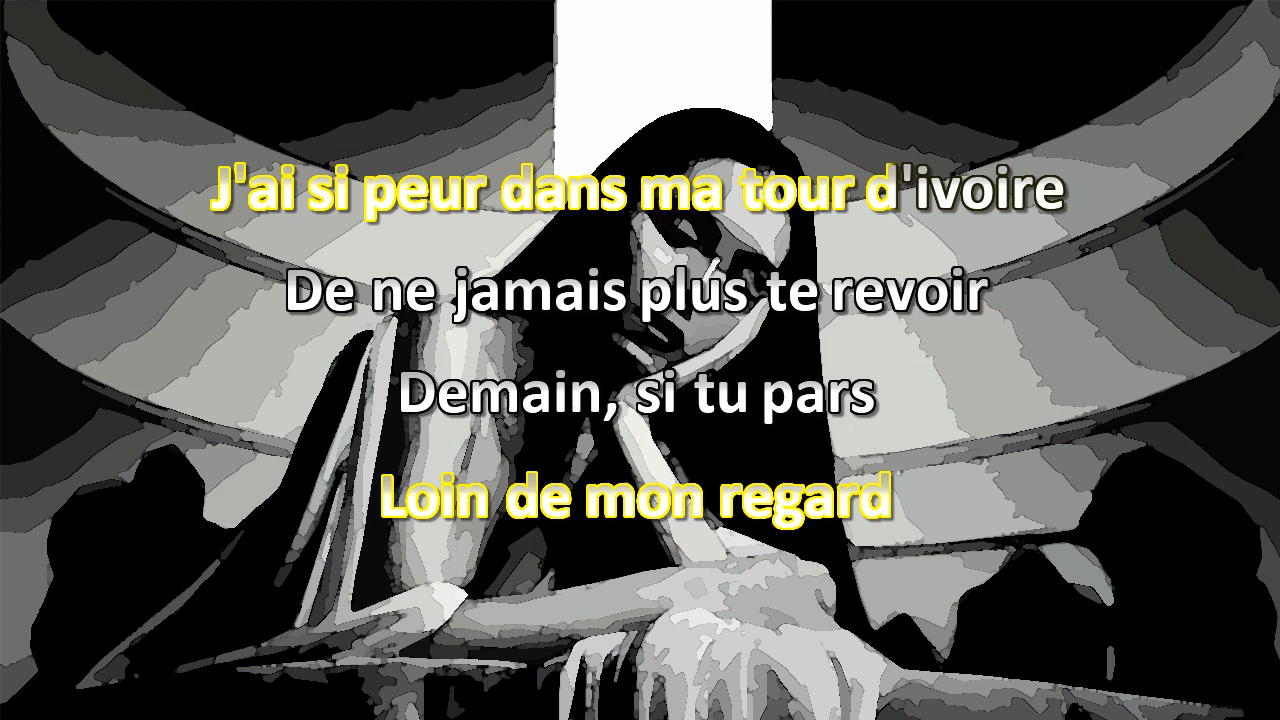 J'ai si peur dans ma tour d'ivoire
De ne jamais plus te revoir
Demain, si tu pars
Loin de mon regard